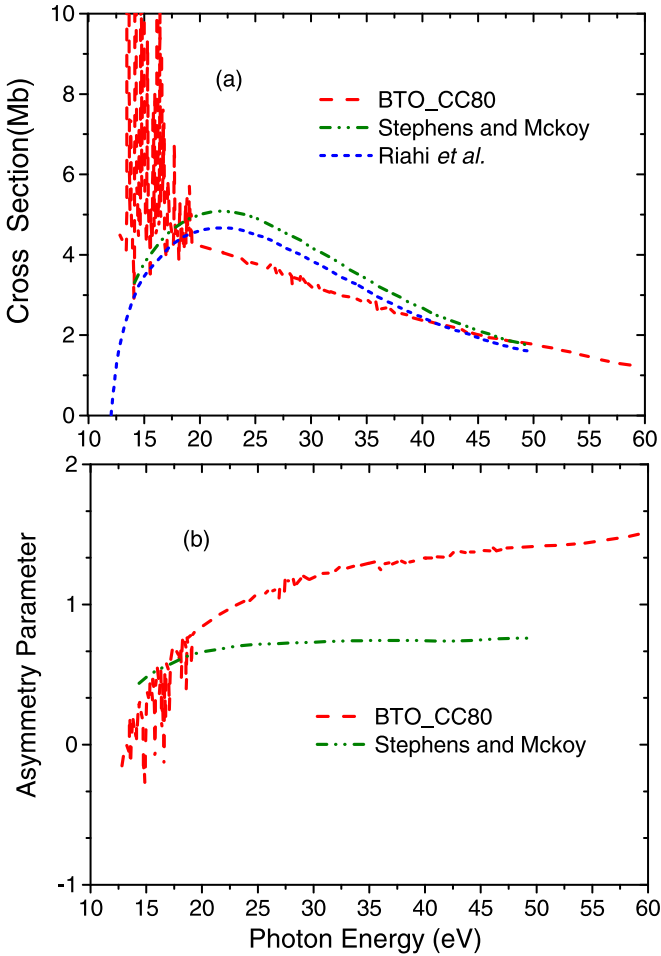 10
8
6
4
2
0
Cross Section(Mb)
(a)
BTO_CC80
Stephens and Mckoy
Riahi et al.
10 15 20 25 30 35 40 45 50 55 60
2
1
0
-1
Asymmetry Parameter
(b)
BTO_CC80
Stephens and Mckoy
10 15 20 25 30 35 40 45 50 55 60
Photon Energy (eV)